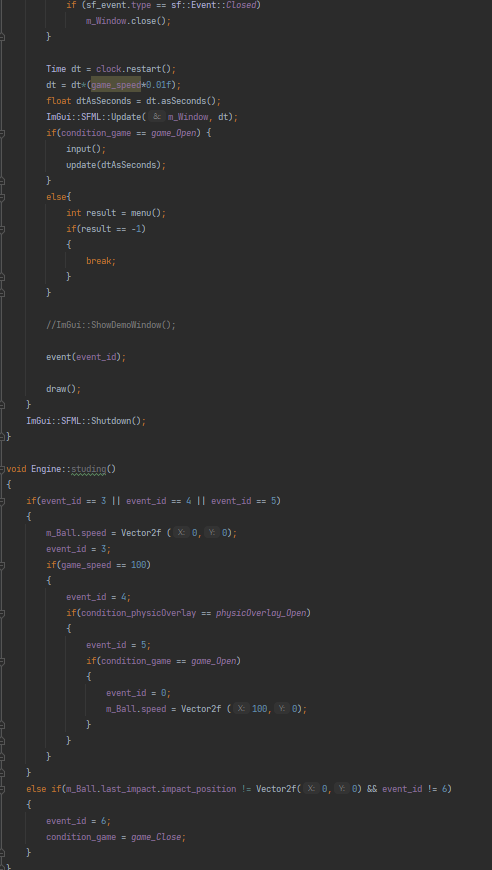 if (sf_event.type == sf::Event::Closed)
m_Window.close();
}
Time dt = clock.restart();
dt = dt*(game_speed*0.01f);
float dtAsSeconds = dt.asSeconds();
ImGui::SFML::Update( &: m_Window, dt);
if(condition_game == game_Open) {
input();
update(dtAsSeconds);
}
else{
int result = menu();
if(result == -1)
{
break;
}
}
//ImGui::ShowDemoWindow();
event(event_id);
draw();
}
ImGui::SFML::Shutdown();
}
void Engine::studing()
{
if(event_id == 3 || event_id == 4 || event_id == 5)
{
m_Ball.speed = Vector2f ( X: 0, Y: 0);
event_id = 3;
if(game_speed == 100)
{
event_id = 4;
if(condition_physicOverlay == physicOverlay_Open)
{
event_id = 5;
if(condition_game == game_Open)
{
event_id = 0;
m_Ball.speed = Vector2f ( X: 100, Y: 0);
}
}
}
}
else if(m_Ball.last_impact.impact_position != Vector2f( X: 0, Y: 0) && event_id != 6)
{
event_id = 6;
condition_game = game_Close;
}
}